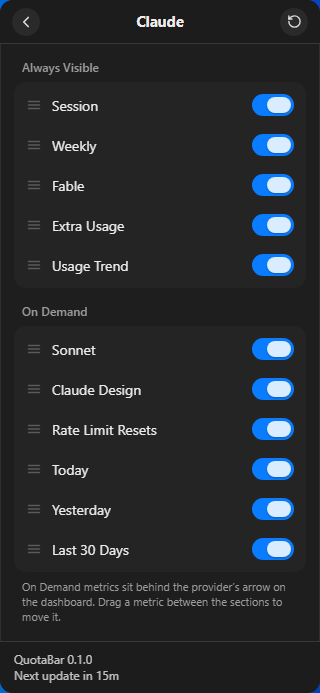 Claude
Always Visible
Session
Weekly
Fable
Extra Usage
Usage Trend
On Demand
Sonnet
Claude Design
Rate Limit Resets
Today
Yesterday
Last 30 Days
On Demand metrics sit behind the provider's arrow on
the dashboard. Drag a metric between the sections to
move it.
QuotaBar 0.1.0
Next update in 15m